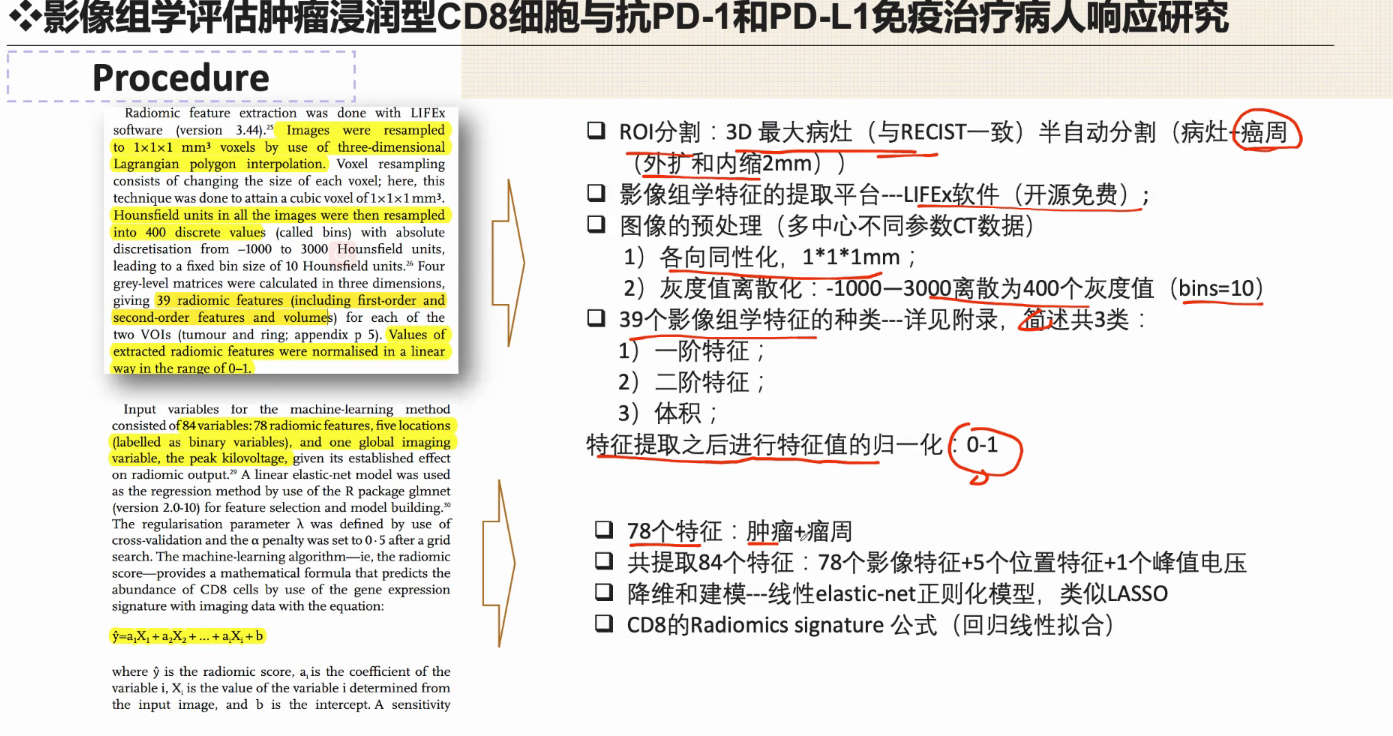 ❖影像组学评估肿瘤浸润型CD8细胞与抗PD-1和PD-L1免疫治疗病人响应研究
Procedure
Radiomic feature extraction was done with LIFEx
software (version 3.44).²⁵ Images were resampled
to 1×1×1 mm³ voxels by use of three-dimensional
Lagrangian polygon interpolation. Voxel resampling
consists of changing the size of each voxel; here, this
technique was done to attain a cubic voxel of 1×1×1 mm³.
Hounsfield units in all the images were then resampled
into 400 discrete values (called bins) with absolute
discretisation from –1000 to 3000 Hounsfield units,
leading to a fixed bin size of 10 Hounsfield units.²⁶ Four
grey-level matrices were calculated in three dimensions,
giving 39 radiomic features (including first-order and
second-order features and volumes) for each of the
two VOIs (tumour and ring; appendix p 5). Values of
extracted radiomic features were normalised in a linear
way in the range of 0–1.
Input variables for the machine-learning method
consisted of 84 variables: 78 radiomic features, five locations
(labelled as binary variables), and one global imaging
variable, the peak kilovoltage, given its established effect
on radiomic output.²⁹ A linear elastic-net model was used
as the regression method by use of the R package glmnet
(version 2.0-10) for feature selection and model building.³⁰
The regularisation parameter λ was defined by use of
cross-validation and the α penalty was set to 0·5 after a grid
search. The machine-learning algorithm—ie, the radiomic
score—provides a mathematical formula that predicts the
abundance of CD8 cells by use of the gene expression
signature with imaging data with the equation:
ŷ=a₁X₁ + a₂X₂ + ... + aᵢXᵢ + b
where ŷ is the radiomic score, aᵢ is the coefficient of the
variable i, Xᵢ is the value of the variable i determined from
the input image, and b is the intercept. A sensitivity
❑ ROI分割：3D 最大病灶（与RECIST一致）半自动分割（病灶+癌周
（外扩和内缩2mm））
❑ 影像组学特征的提取平台---LIFEx软件（开源免费）；
❑ 图像的预处理（多中心不同参数CT数据）
1）各向同性化，1*1*1mm；
2）灰度值离散化：-1000—3000离散为400个灰度值（bins=10）
❑ 39个影像组学特征的种类---详见附录，简述共3类：
1）一阶特征；
2）二阶特征；
3）体积；
特征提取之后进行特征值的归一化：0-1
❑ 78个特征：肿瘤+瘤周
❑ 共提取84个特征：78个影像特征+5个位置特征+1个峰值电压
❑ 降维和建模---线性elastic-net正则化模型，类似LASSO
❑ CD8的Radiomics signature 公式（回归线性拟合）